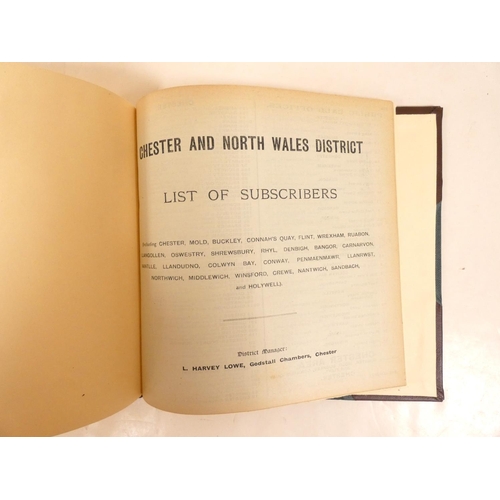 CHESTER AND NORTH WALES DISTRICT
LIST OF SUBSCRIBERS
CHESTER, MOLD, BUCKLEY, CONNAH'S QUAY, FLINT, WREXHAM, RUABON,
LLANGOLLEN, OSWESTRY, SHREWSBURY, RHYL, DENBIGH, BANGOR, CARNARVON,
LLANDUDNO, COLWYN BAY, CONWAY, PENMAENMAWR, LLANRWST,
NORTHWICH, MIDDLEWICH, WINSFORD, CREWE, NANTWICH, SANDBACH,
and HOLYWELL)
District Manager:
L. HARVEY LOWE, Godstall Chambers, Chester